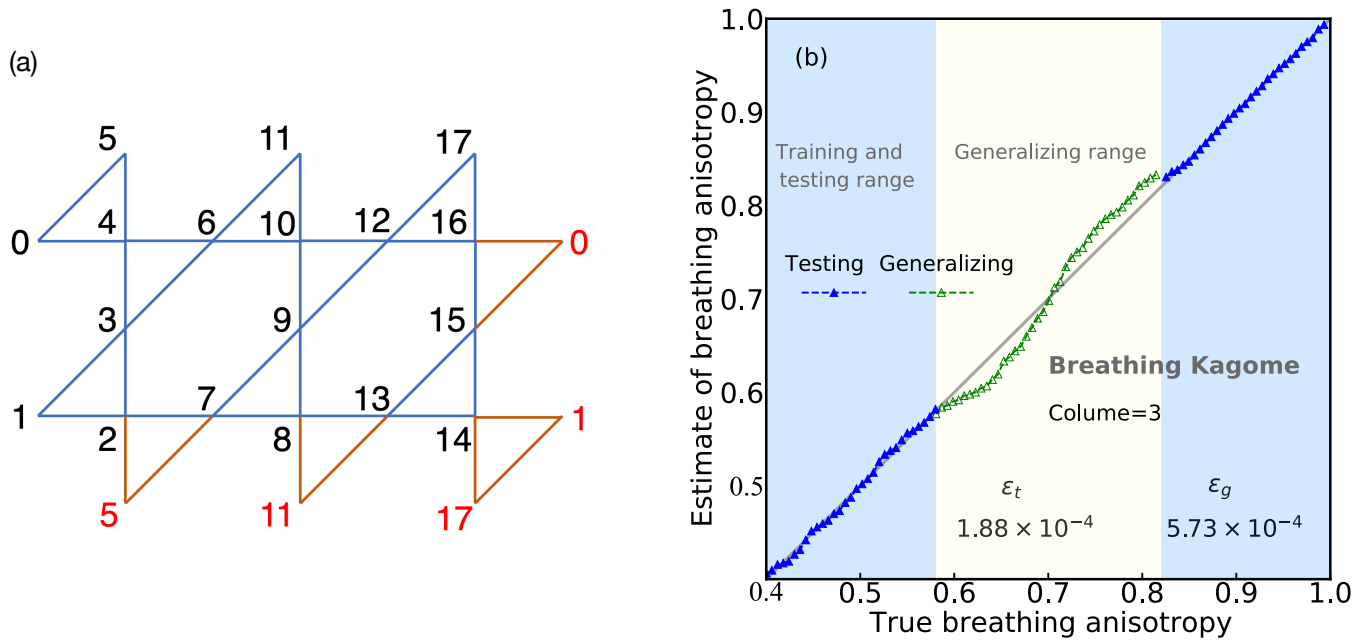 (a)
5 11 17
0 4 6 10 12 16 0
3 9 15
1 7 13 1
2 8 14
5 11 17
(b)
Estimate of breathing anisotropy
1.0
0.9
0.8
0.7
0.6
0.5
Training and
testing range
Generalizing range
Testing Generalizing
Breathing Kagome
Colume=3
εt εg
1.88 × 10⁻⁴ 5.73 × 10⁻⁴
0.4 0.5 0.6 0.7 0.8 0.9 1.0
True breathing anisotropy